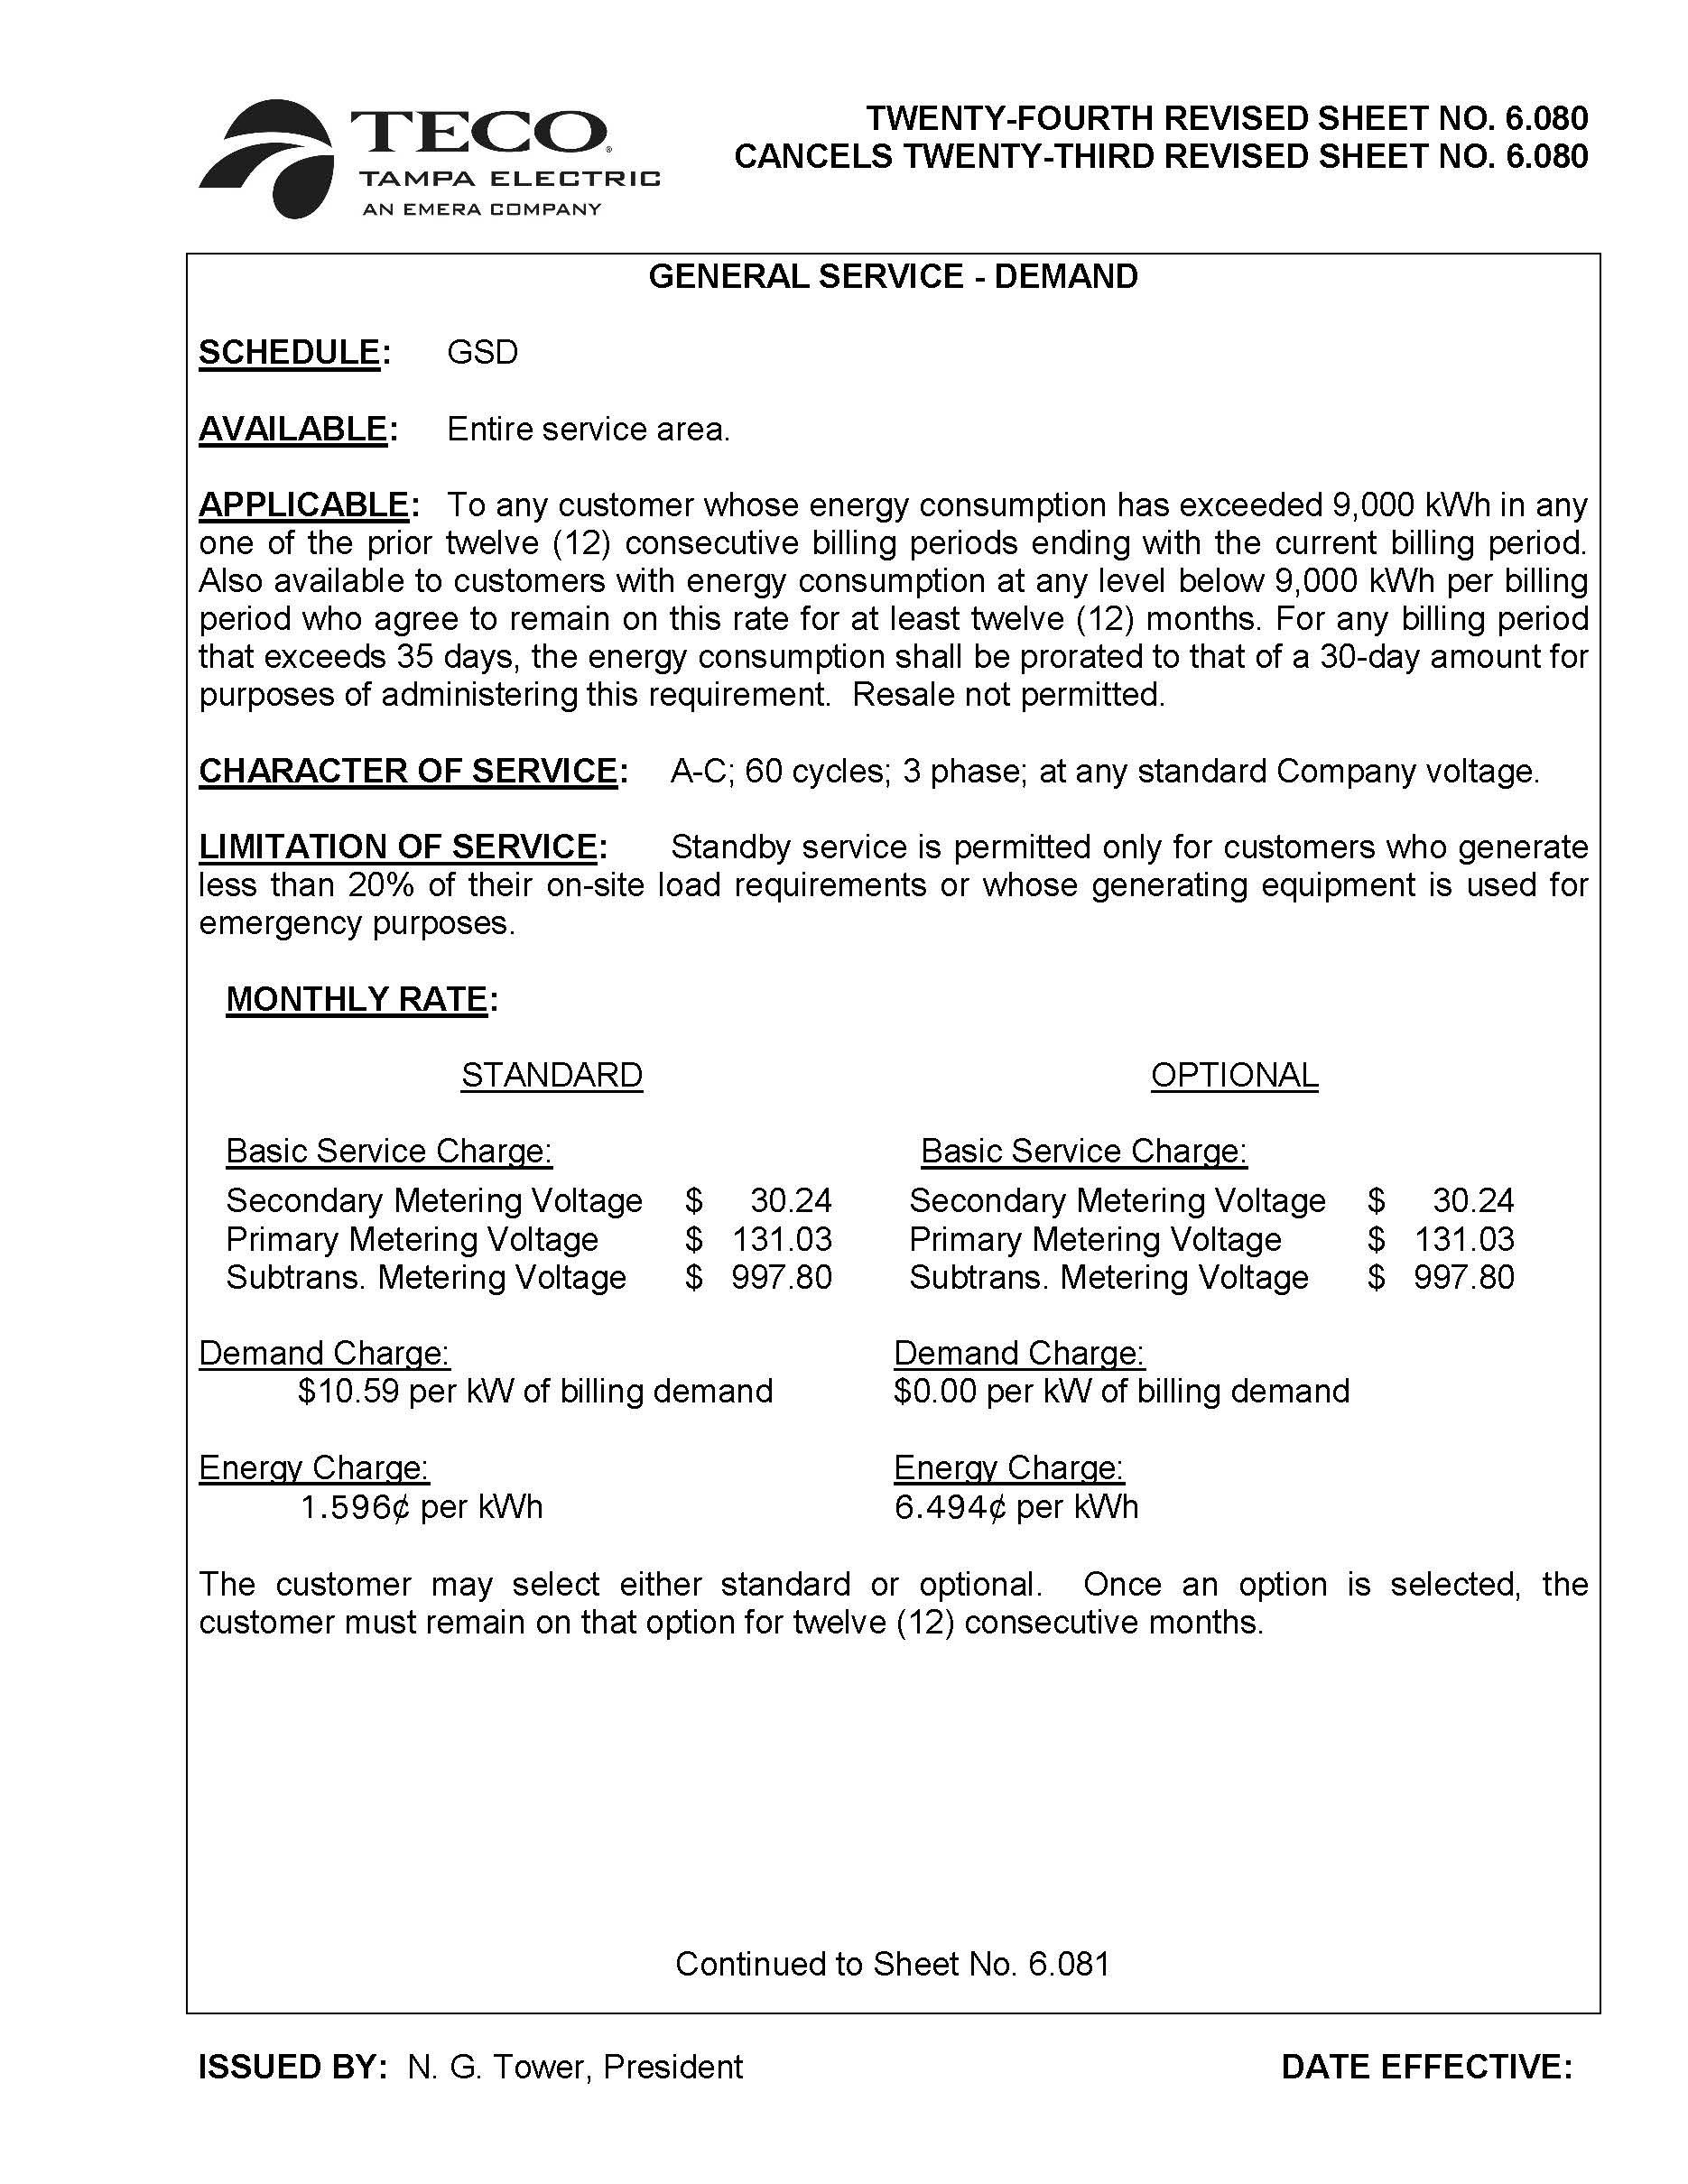 TECO®
TAMPA ELECTRIC
AN EMERA COMPANY
TWENTY-FOURTH REVISED SHEET NO. 6.080
CANCELS TWENTY-THIRD REVISED SHEET NO. 6.080
GENERAL SERVICE - DEMAND
SCHEDULE: GSD
AVAILABLE: Entire service area.
APPLICABLE: To any customer whose energy consumption has exceeded 9,000 kWh in any
one of the prior twelve (12) consecutive billing periods ending with the current billing period.
Also available to customers with energy consumption at any level below 9,000 kWh per billing
period who agree to remain on this rate for at least twelve (12) months. For any billing period
that exceeds 35 days, the energy consumption shall be prorated to that of a 30-day amount for
purposes of administering this requirement. Resale not permitted.
CHARACTER OF SERVICE: A-C; 60 cycles; 3 phase; at any standard Company voltage.
LIMITATION OF SERVICE: Standby service is permitted only for customers who generate
less than 20% of their on-site load requirements or whose generating equipment is used for
emergency purposes.
MONTHLY RATE:
STANDARD OPTIONAL
Basic Service Charge: Basic Service Charge:
Secondary Metering Voltage $ 30.24 Secondary Metering Voltage $ 30.24
Primary Metering Voltage $ 131.03 Primary Metering Voltage $ 131.03
Subtrans. Metering Voltage $ 997.80 Subtrans. Metering Voltage $ 997.80
Demand Charge: Demand Charge:
$10.59 per kW of billing demand $0.00 per kW of billing demand
Energy Charge: Energy Charge:
1.596¢ per kWh 6.494¢ per kWh
The customer may select either standard or optional. Once an option is selected, the
customer must remain on that option for twelve (12) consecutive months.
Continued to Sheet No. 6.081
ISSUED BY: N. G. Tower, President DATE EFFECTIVE: